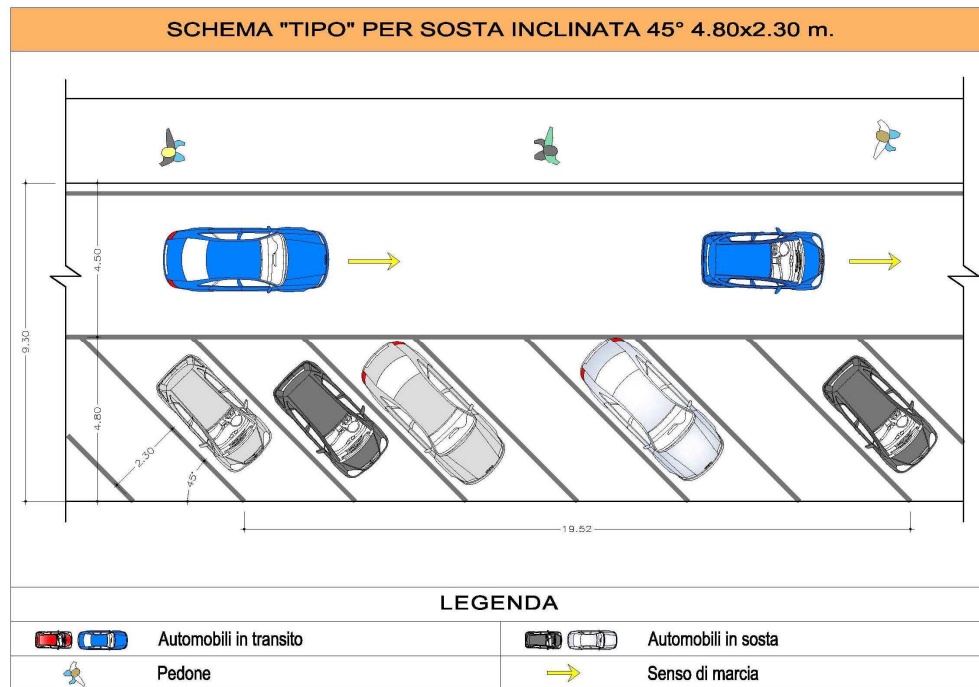 SCHEMA "TIPO" PER SOSTA INCLINATA 45° 4.80x2.30 m.
4.50
9.30
4.80
2.30
45°
19.52
LEGENDA
Automobili in transito
Automobili in sosta
Pedone
Senso di marcia